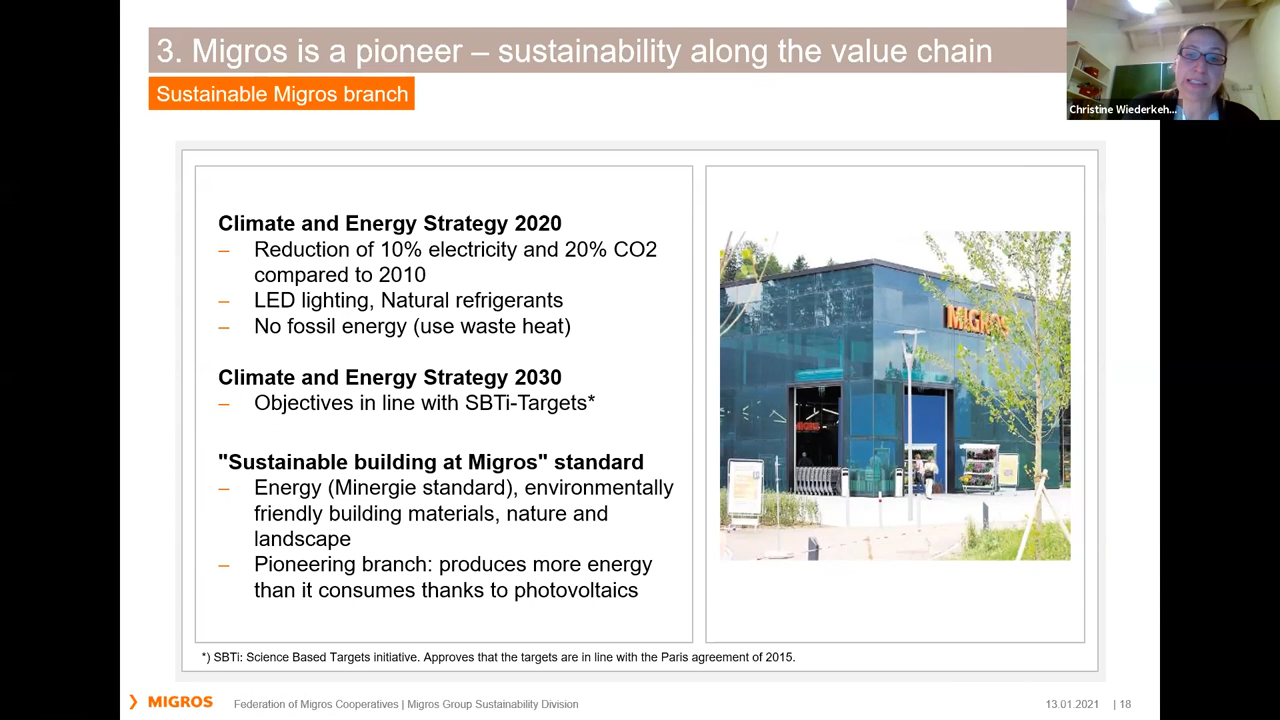 3. Migros is a pioneer – sustainability along the value chain
Sustainable Migros branch
Christine Wiederkeh...
Climate and Energy Strategy 2020
– Reduction of 10% electricity and 20% CO2
compared to 2010
– LED lighting, Natural refrigerants
– No fossil energy (use waste heat)
Climate and Energy Strategy 2030
– Objectives in line with SBTi-Targets*
"Sustainable building at Migros" standard
– Energy (Minergie standard), environmentally
friendly building materials, nature and
landscape
– Pioneering branch: produces more energy
than it consumes thanks to photovoltaics
MIGROS
MIGROS
*) SBTi: Science Based Targets initiative. Approves that the targets are in line with the Paris agreement of 2015.
MIGROS
Federation of Migros Cooperatives | Migros Group Sustainability Division
13.01.2021 | 18